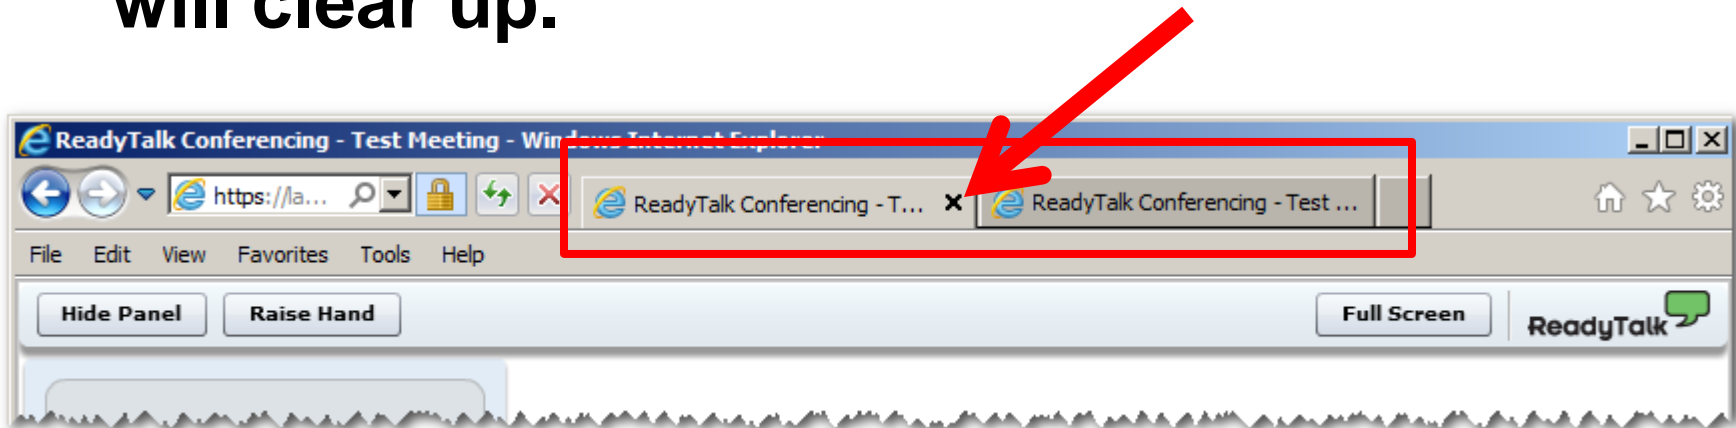 will clear up.
ReadyTalk Conferencing - Test Meeting - Windows Internet Explorer
https://la...
ReadyTalk Conferencing - T...
ReadyTalk Conferencing - Test ...
File Edit View Favorites Tools Help
Hide Panel Raise Hand Full Screen ReadyTalk